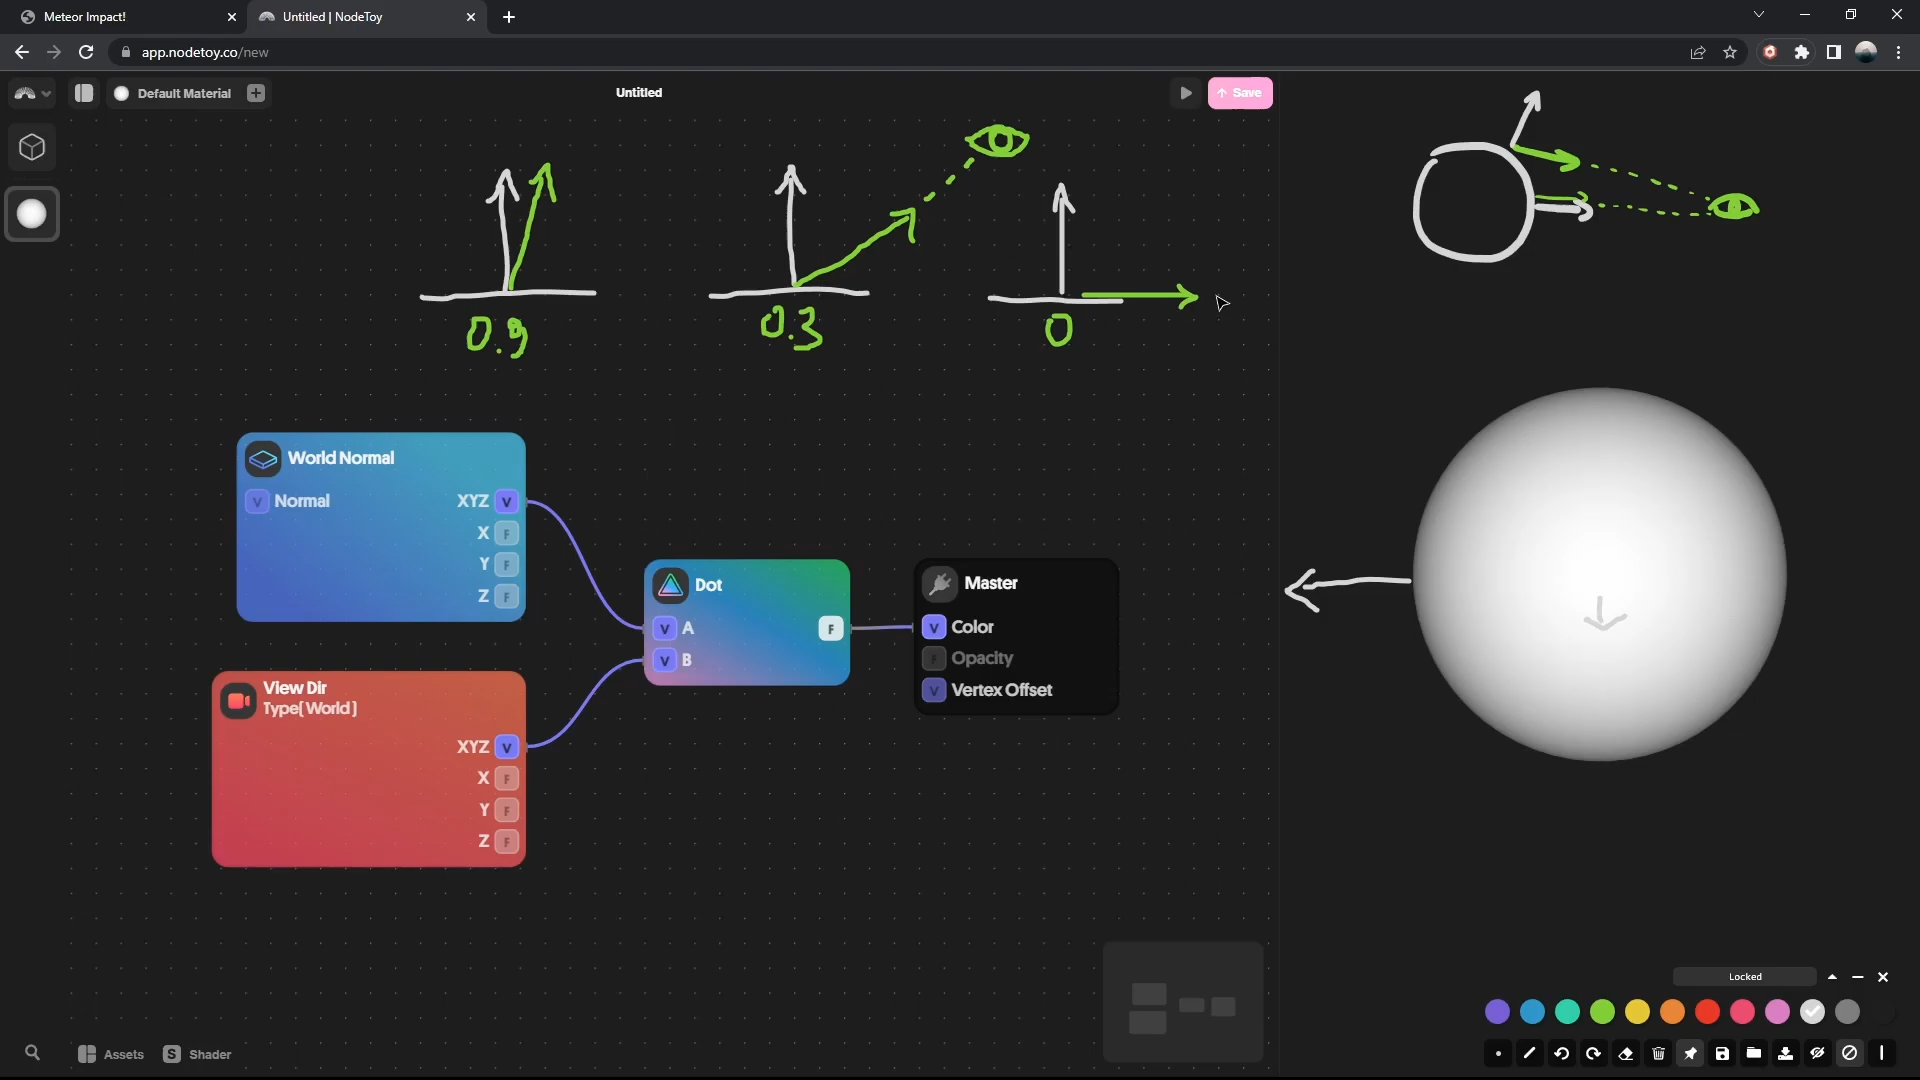 Meteor Impact!
Untitled | NodeToy
app.nodetoy.co/new
Default Material
Untitled
Save
0.9
0.3
0
World Normal
V Normal
XYZ V
X F
Y F
Z F
View Dir
Type[World]
XYZ V
X F
Y F
Z F
Dot
V A
F
V B
Master
V Color
F Opacity
V Vertex Offset
Locked
Assets
S Shader